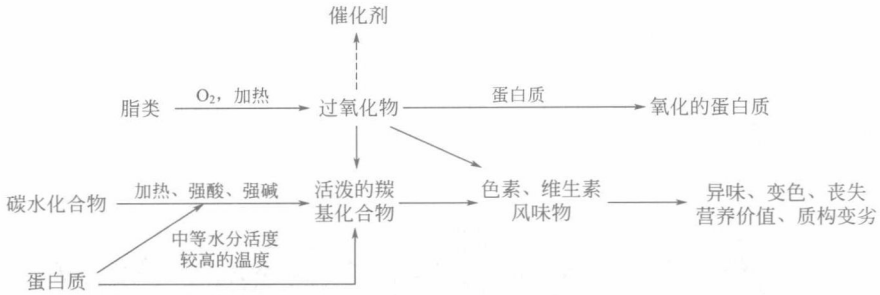 催化剂
O₂，加热
蛋白质
脂类
过氧化物
氧化的蛋白质
加热、强酸、强碱
碳水化合物
活泼的羰
基化合物
色素、维生素
风味物
异味、变色、丧失
营养价值、质构变劣
中等水分活度
较高的温度
蛋白质